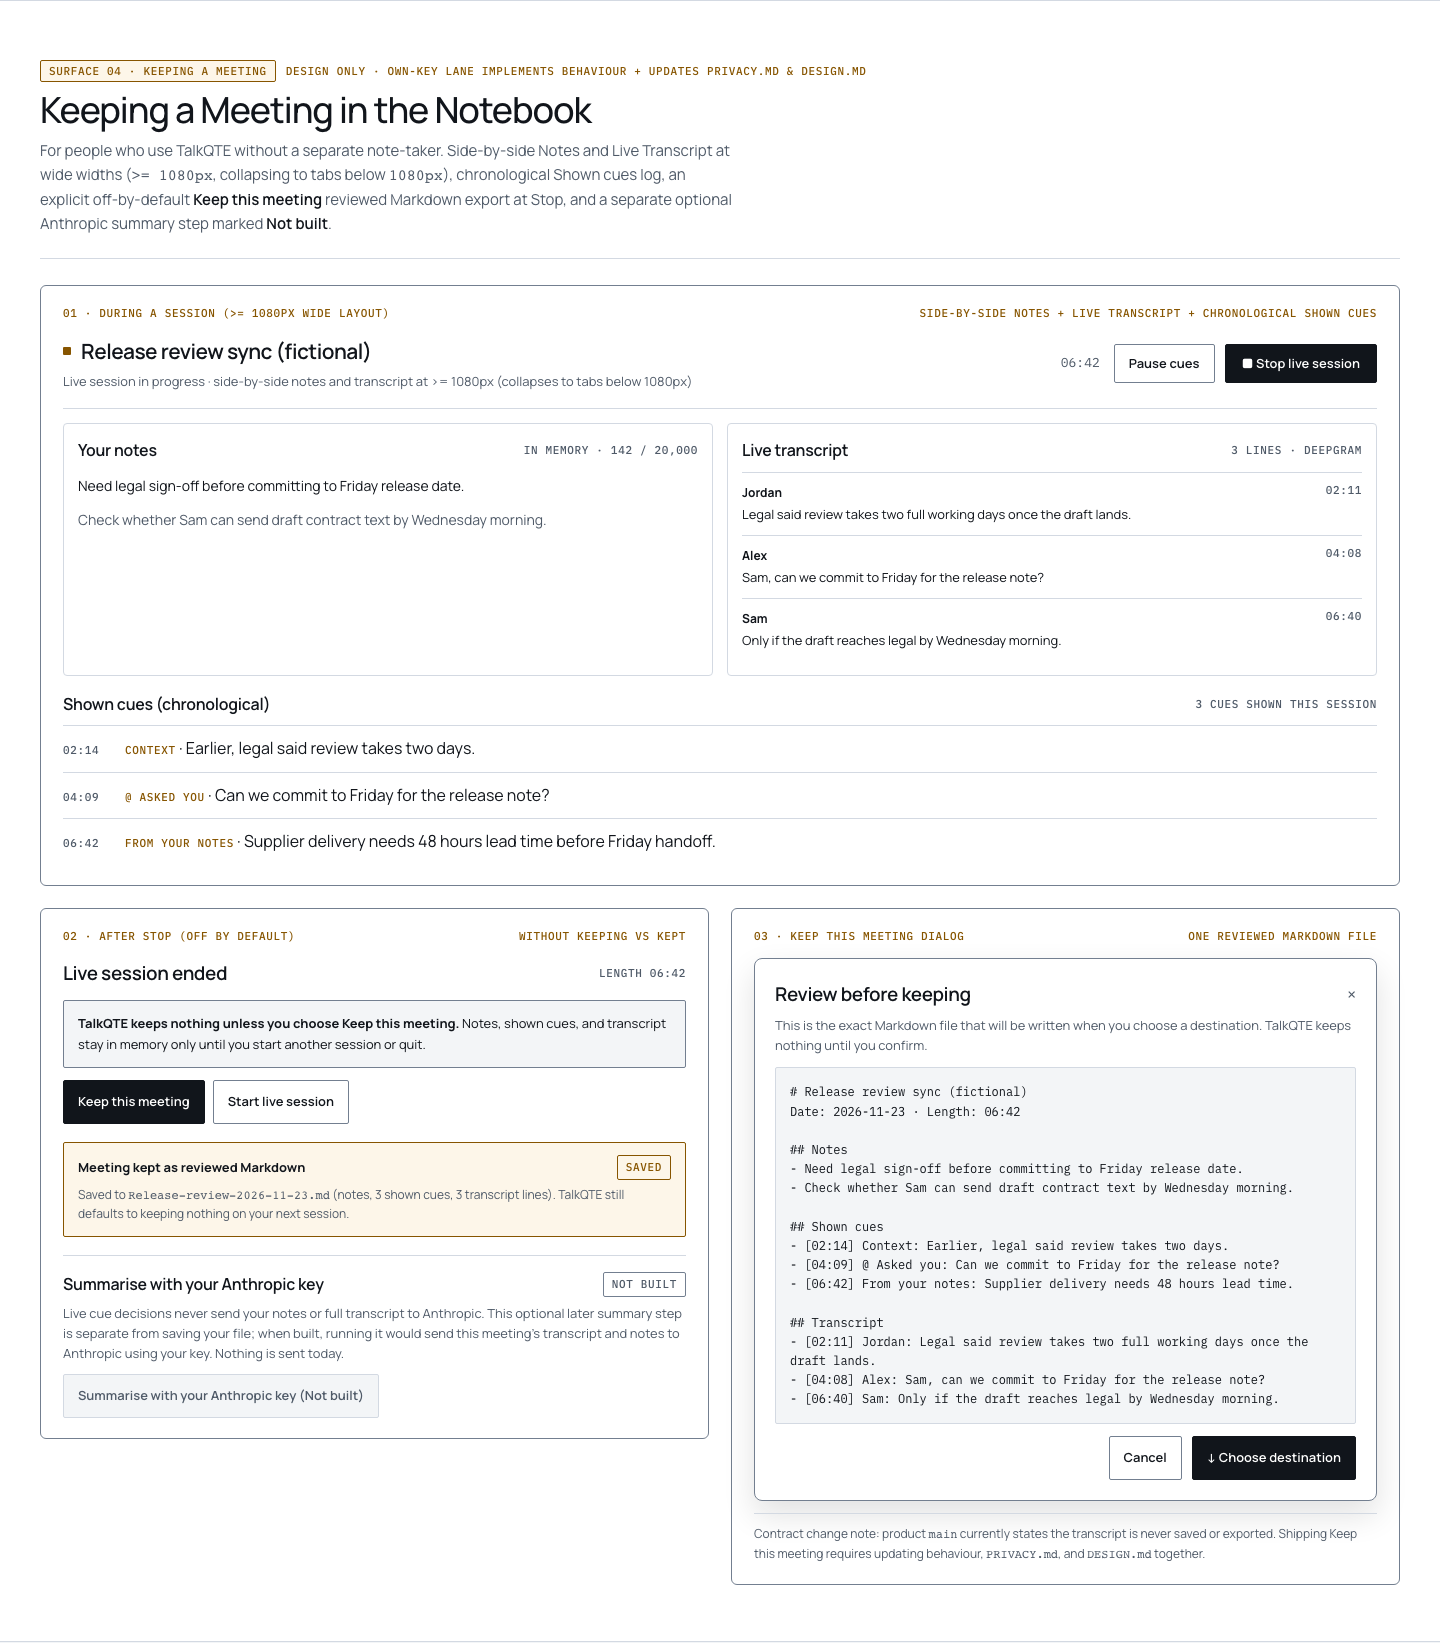 SURFACE 04 · KEEPING A MEETING
DESIGN ONLY · OWN-KEY LANE IMPLEMENTS BEHAVIOUR + UPDATES PRIVACY.MD & DESIGN.MD
Keeping a Meeting in the Notebook
For people who use TalkQTE without a separate note-taker. Side-by-side Notes and Live Transcript at
wide widths (>= 1080px, collapsing to tabs below 1080px), chronological Shown cues log, an
explicit off-by-default Keep this meeting reviewed Markdown export at Stop, and a separate optional
Anthropic summary step marked Not built.
01 · DURING A SESSION (>= 1080PX WIDE LAYOUT)
SIDE-BY-SIDE NOTES + LIVE TRANSCRIPT + CHRONOLOGICAL SHOWN CUES
Release review sync (fictional)
Live session in progress · side-by-side notes and transcript at >= 1080px (collapses to tabs below 1080px)
06:42
Pause cues
Stop live session
Your notes
IN MEMORY · 142 / 20,000
Need legal sign-off before committing to Friday release date.
Check whether Sam can send draft contract text by Wednesday morning.
Live transcript
3 LINES · DEEPGRAM
Jordan
02:11
Legal said review takes two full working days once the draft lands.
Alex
04:08
Sam, can we commit to Friday for the release note?
Sam
06:40
Only if the draft reaches legal by Wednesday morning.
Shown cues (chronological)
3 CUES SHOWN THIS SESSION
02:14 CONTEXT · Earlier, legal said review takes two days.
04:09 @ ASKED YOU · Can we commit to Friday for the release note?
06:42 FROM YOUR NOTES · Supplier delivery needs 48 hours lead time before Friday handoff.
02 · AFTER STOP (OFF BY DEFAULT)
WITHOUT KEEPING VS KEPT
Live session ended
LENGTH 06:42
TalkQTE keeps nothing unless you choose Keep this meeting. Notes, shown cues, and transcript
stay in memory only until you start another session or quit.
Keep this meeting
Start live session
Meeting kept as reviewed Markdown
SAVED
Saved to Release-review-2026-11-23.md (notes, 3 shown cues, 3 transcript lines). TalkQTE still
defaults to keeping nothing on your next session.
Summarise with your Anthropic key
NOT BUILT
Live cue decisions never send your notes or full transcript to Anthropic. This optional later summary step
is separate from saving your file; when built, running it would send this meeting's transcript and notes to
Anthropic using your key. Nothing is sent today.
Summarise with your Anthropic key (Not built)
03 · KEEP THIS MEETING DIALOG
ONE REVIEWED MARKDOWN FILE
Review before keeping
×
This is the exact Markdown file that will be written when you choose a destination. TalkQTE keeps
nothing until you confirm.
# Release review sync (fictional)
Date: 2026-11-23 · Length: 06:42
## Notes
- Need legal sign-off before committing to Friday release date.
- Check whether Sam can send draft contract text by Wednesday morning.
## Shown cues
- [02:14] Context: Earlier, legal said review takes two days.
- [04:09] @ Asked you: Can we commit to Friday for the release note?
- [06:42] From your notes: Supplier delivery needs 48 hours lead time.
## Transcript
- [02:11] Jordan: Legal said review takes two full working days once the
draft lands.
- [04:08] Alex: Sam, can we commit to Friday for the release note?
- [06:40] Sam: Only if the draft reaches legal by Wednesday morning.
Cancel
↓ Choose destination
Contract change note: product main currently states the transcript is never saved or exported. Shipping Keep
this meeting requires updating behaviour, PRIVACY.md, and DESIGN.md together.